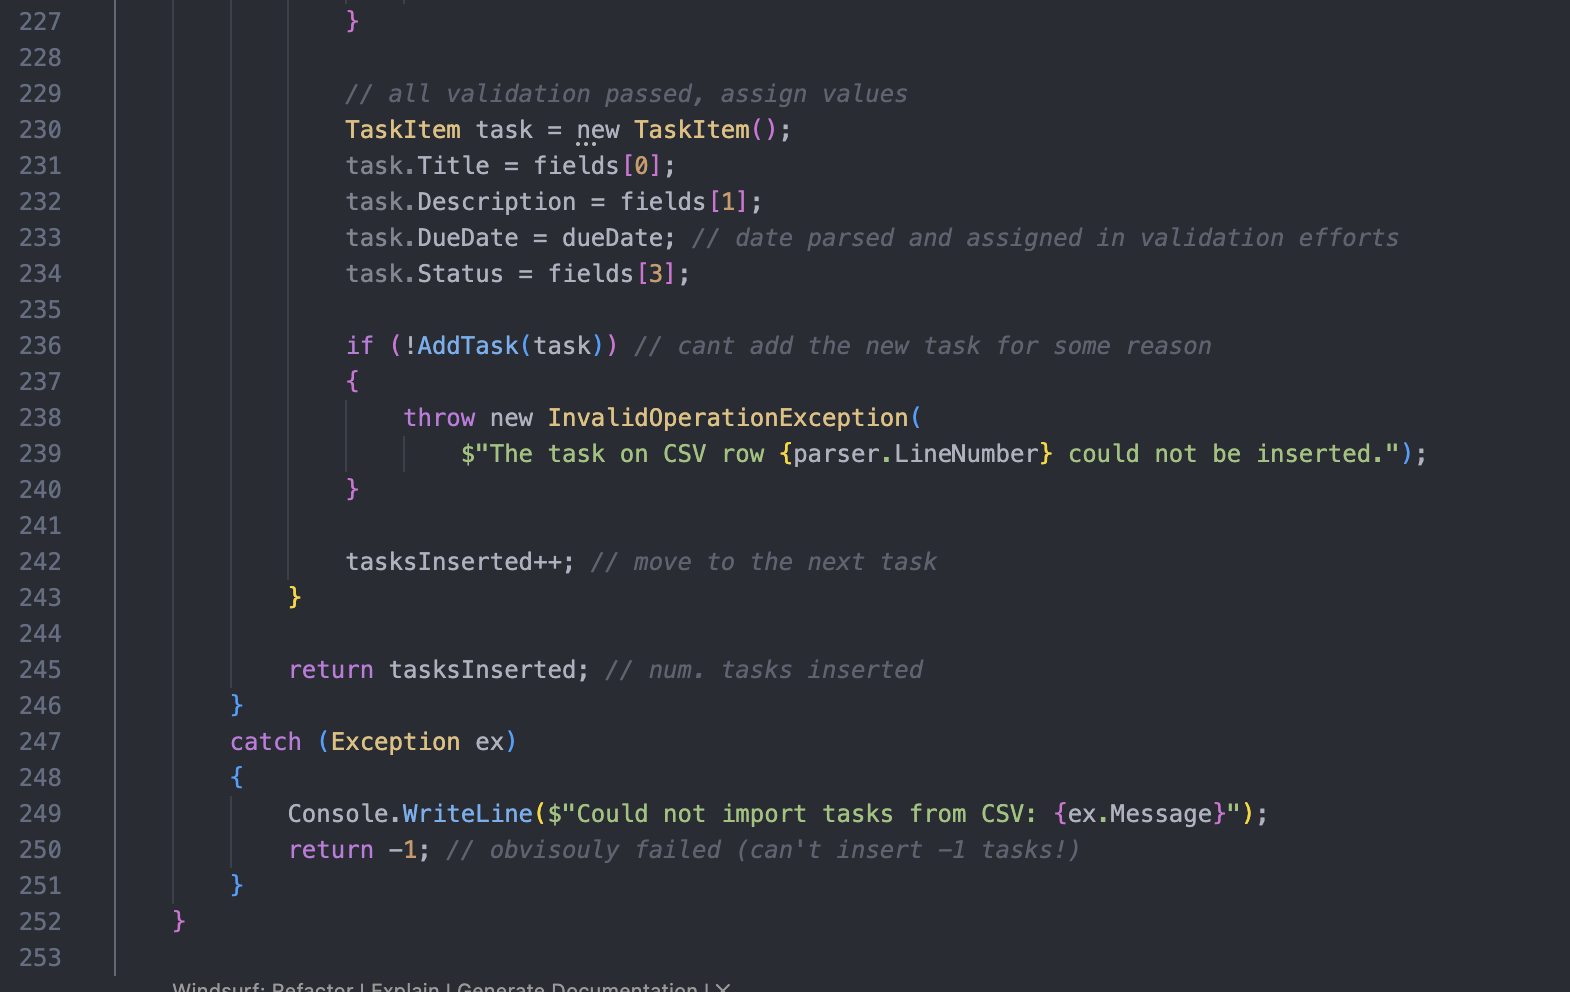 227 }
228
229 // all validation passed, assign values
230 TaskItem task = new TaskItem();
231 task.Title = fields[0];
232 task.Description = fields[1];
233 task.DueDate = dueDate; // date parsed and assigned in validation efforts
234 task.Status = fields[3];
235
236 if (!AddTask(task)) // cant add the new task for some reason
237 {
238 throw new InvalidOperationException(
239 $"The task on CSV row {parser.LineNumber} could not be inserted.");
240 }
241
242 tasksInserted++; // move to the next task
243 }
244
245 return tasksInserted; // num. tasks inserted
246 }
247 catch (Exception ex)
248 {
249 Console.WriteLine($"Could not import tasks from CSV: {ex.Message}");
250 return -1; // obvisouly failed (can't insert -1 tasks!)
251 }
252 }
253
Windsurf: Refactor | Explain | Generate Documentation | X